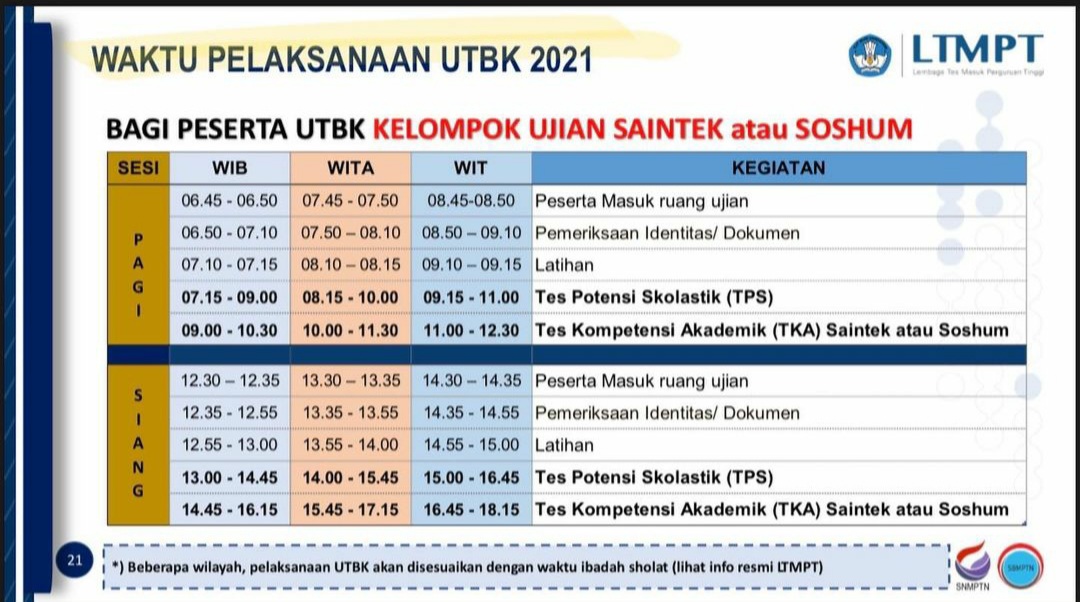 WAKTU PELAKSANAAN UTBK 2021
LTMPT
Lembaga Tes Masuk Perguruan Tinggi
BAGI PESERTA UTBK KELOMPOK UJIAN SAINTEK atau SOSHUM
SESI WIB WITA WIT KEGIATAN
PAGI
06.45 - 06.50 07.45 - 07.50 08.45-08.50 Peserta Masuk ruang ujian
06.50 - 07.10 07.50 – 08.10 08.50 – 09.10 Pemeriksaan Identitas/ Dokumen
07.10 - 07.15 08.10 – 08.15 09.10 – 09.15 Latihan
07.15 - 09.00 08.15 - 10.00 09.15 - 11.00 Tes Potensi Skolastik (TPS)
09.00 - 10.30 10.00 - 11.30 11.00 - 12.30 Tes Kompetensi Akademik (TKA) Saintek atau Soshum
SIANG
12.30 – 12.35 13.30 – 13.35 14.30 – 14.35 Peserta Masuk ruang ujian
12.35 - 12.55 13.35 - 13.55 14.35 - 14.55 Pemeriksaan Identitas/ Dokumen
12.55 - 13.00 13.55 - 14.00 14.55 - 15.00 Latihan
13.00 - 14.45 14.00 - 15.45 15.00 - 16.45 Tes Potensi Skolastik (TPS)
14.45 - 16.15 15.45 - 17.15 16.45 - 18.15 Tes Kompetensi Akademik (TKA) Saintek atau Soshum
21
*) Beberapa wilayah, pelaksanaan UTBK akan disesuaikan dengan waktu ibadah sholat (lihat info resmi LTMPT)
SNMPTN
SBMPTN